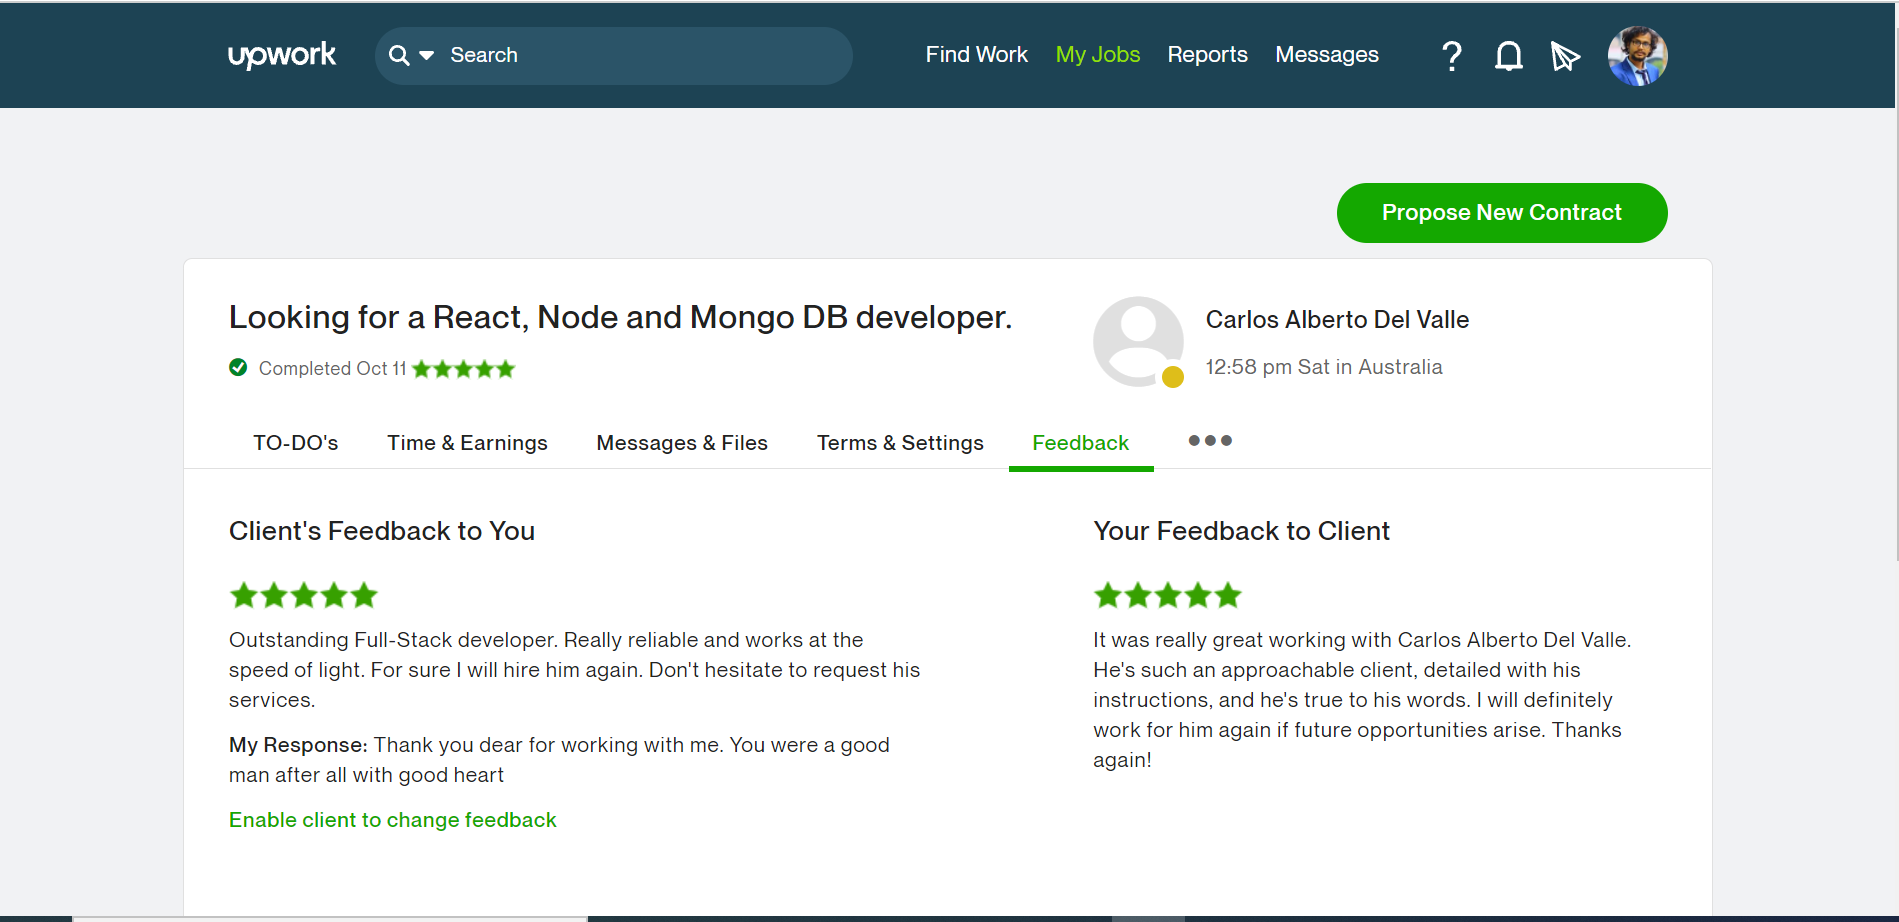 upwork
Search
Find Work
My Jobs
Reports
Messages
?
Propose New Contract
Looking for a React, Node and Mongo DB developer.
Completed Oct 11
Carlos Alberto Del Valle
12:58 pm Sat in Australia
TO-DO's
Time & Earnings
Messages & Files
Terms & Settings
Feedback
Client's Feedback to You
Outstanding Full-Stack developer. Really reliable and works at the
speed of light. For sure I will hire him again. Don't hesitate to request his
services.
My Response: Thank you dear for working with me. You were a good
man after all with good heart
Enable client to change feedback
Your Feedback to Client
It was really great working with Carlos Alberto Del Valle.
He's such an approachable client, detailed with his
instructions, and he's true to his words. I will definitely
work for him again if future opportunities arise. Thanks
again!